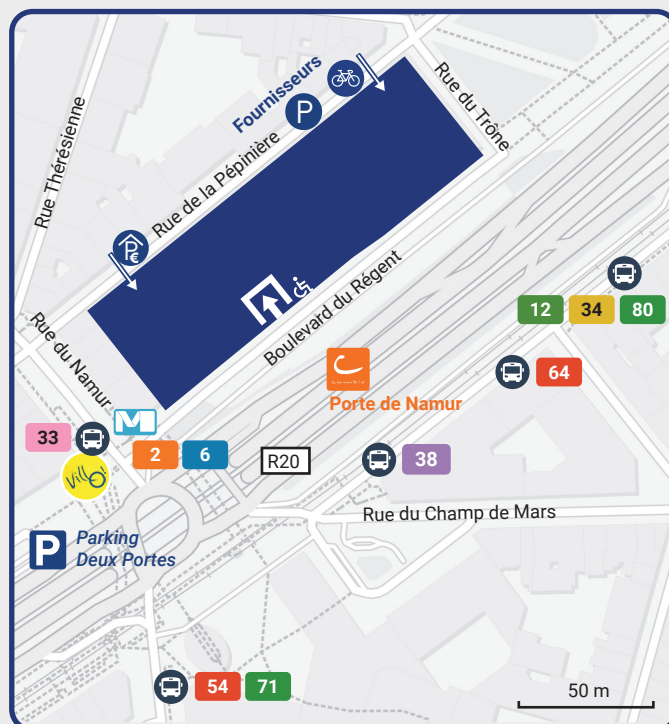 Fournisseurs
P
Rue du Trône
Rue Thérésienne
Rue de la Pépinière
P
€
Boulevard du Régent
12 34 80
Rue du Namur
64
Porte de Namur
M
33
2 6
R20
38
Villo!
Rue du Champ de Mars
P Parking
Deux Portes
54 71
50 m